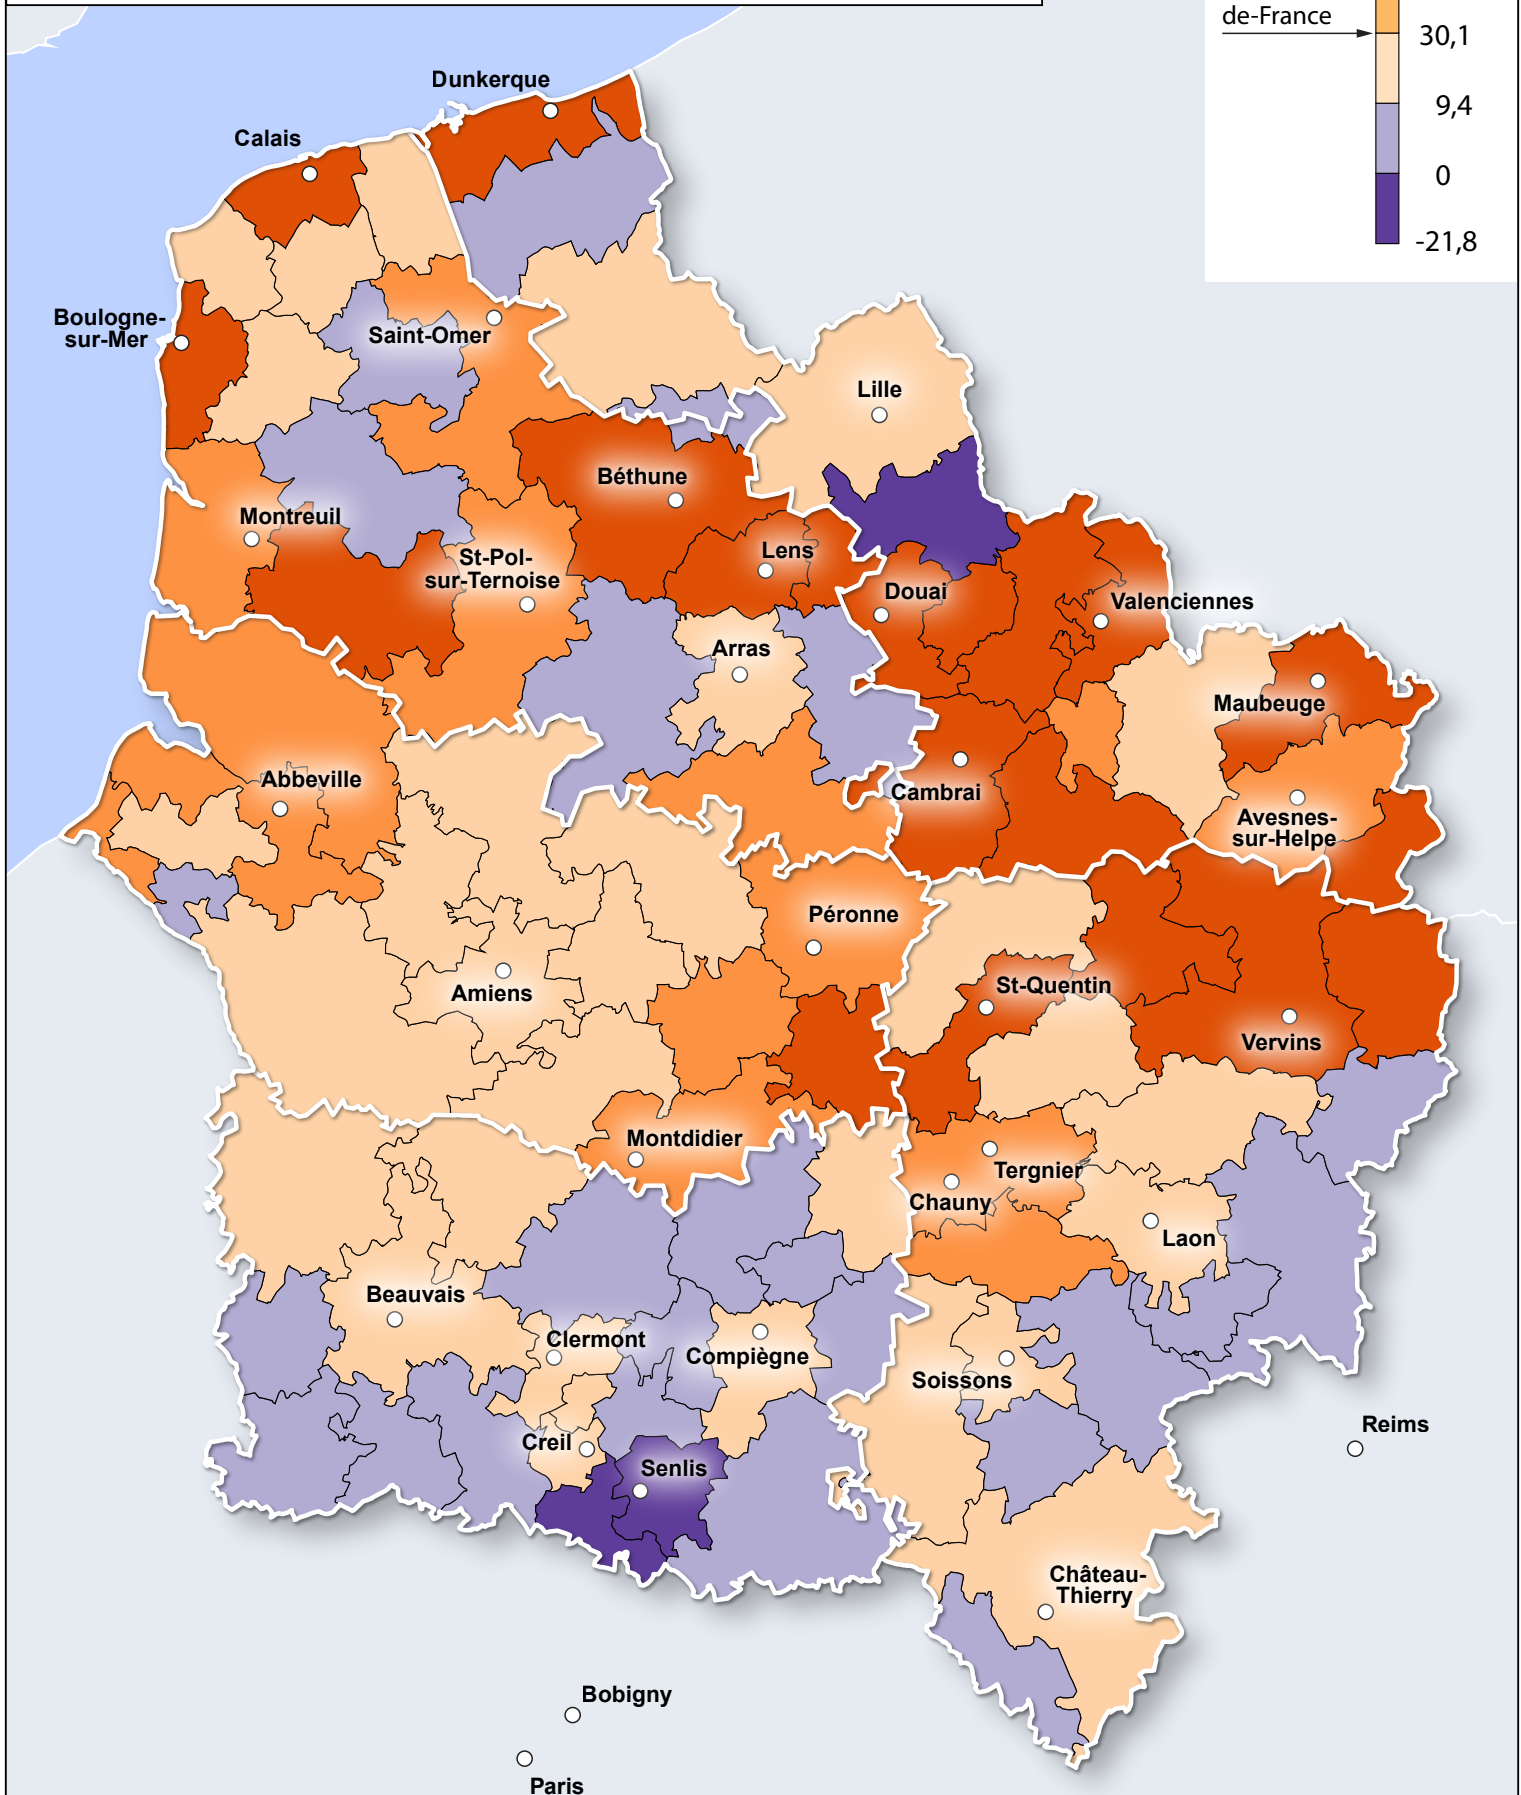 de-France
30,1
9,4
0
-21,8
Dunkerque
Calais
Boulogne-
sur-Mer
Saint-Omer
Lille
Béthune
Montreuil
Lens
St-Pol-
sur-Ternoise
Douai
Valenciennes
Arras
Maubeuge
Abbeville
Cambrai
Avesnes-
sur-Helpe
Péronne
St-Quentin
Amiens
Vervins
Montdidier
Tergnier
Chauny
Laon
Beauvais
Clermont
Compiègne
Soissons
Creil
Reims
Senlis
Château-
Thierry
Bobigny
Paris